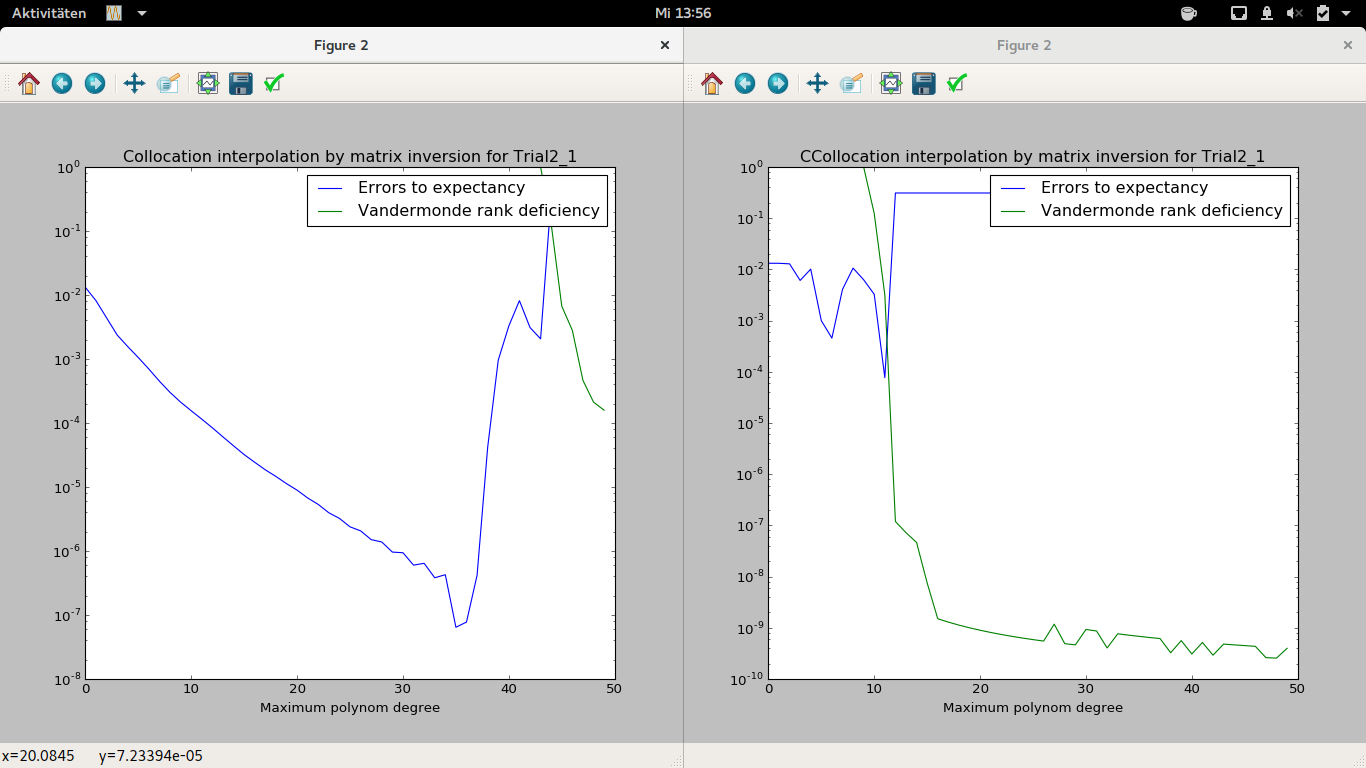 Aktivitäten
Mi 13:56
Figure 2
Collocation interpolation by matrix inversion for Trial2_1
Errors to expectancy
Vandermonde rank deficiency
10^0
10^-1
10^-2
10^-3
10^-4
10^-5
10^-6
10^-7
10^-8
0 10 20 30 40 50
Maximum polynom degree
x=20.0845 y=7.23394e-05
Figure 2
CCollocation interpolation by matrix inversion for Trial2_1
Errors to expectancy
Vandermonde rank deficiency
10^0
10^-1
10^-2
10^-3
10^-4
10^-5
10^-6
10^-7
10^-8
10^-9
10^-10
0 10 20 30 40 50
Maximum polynom degree